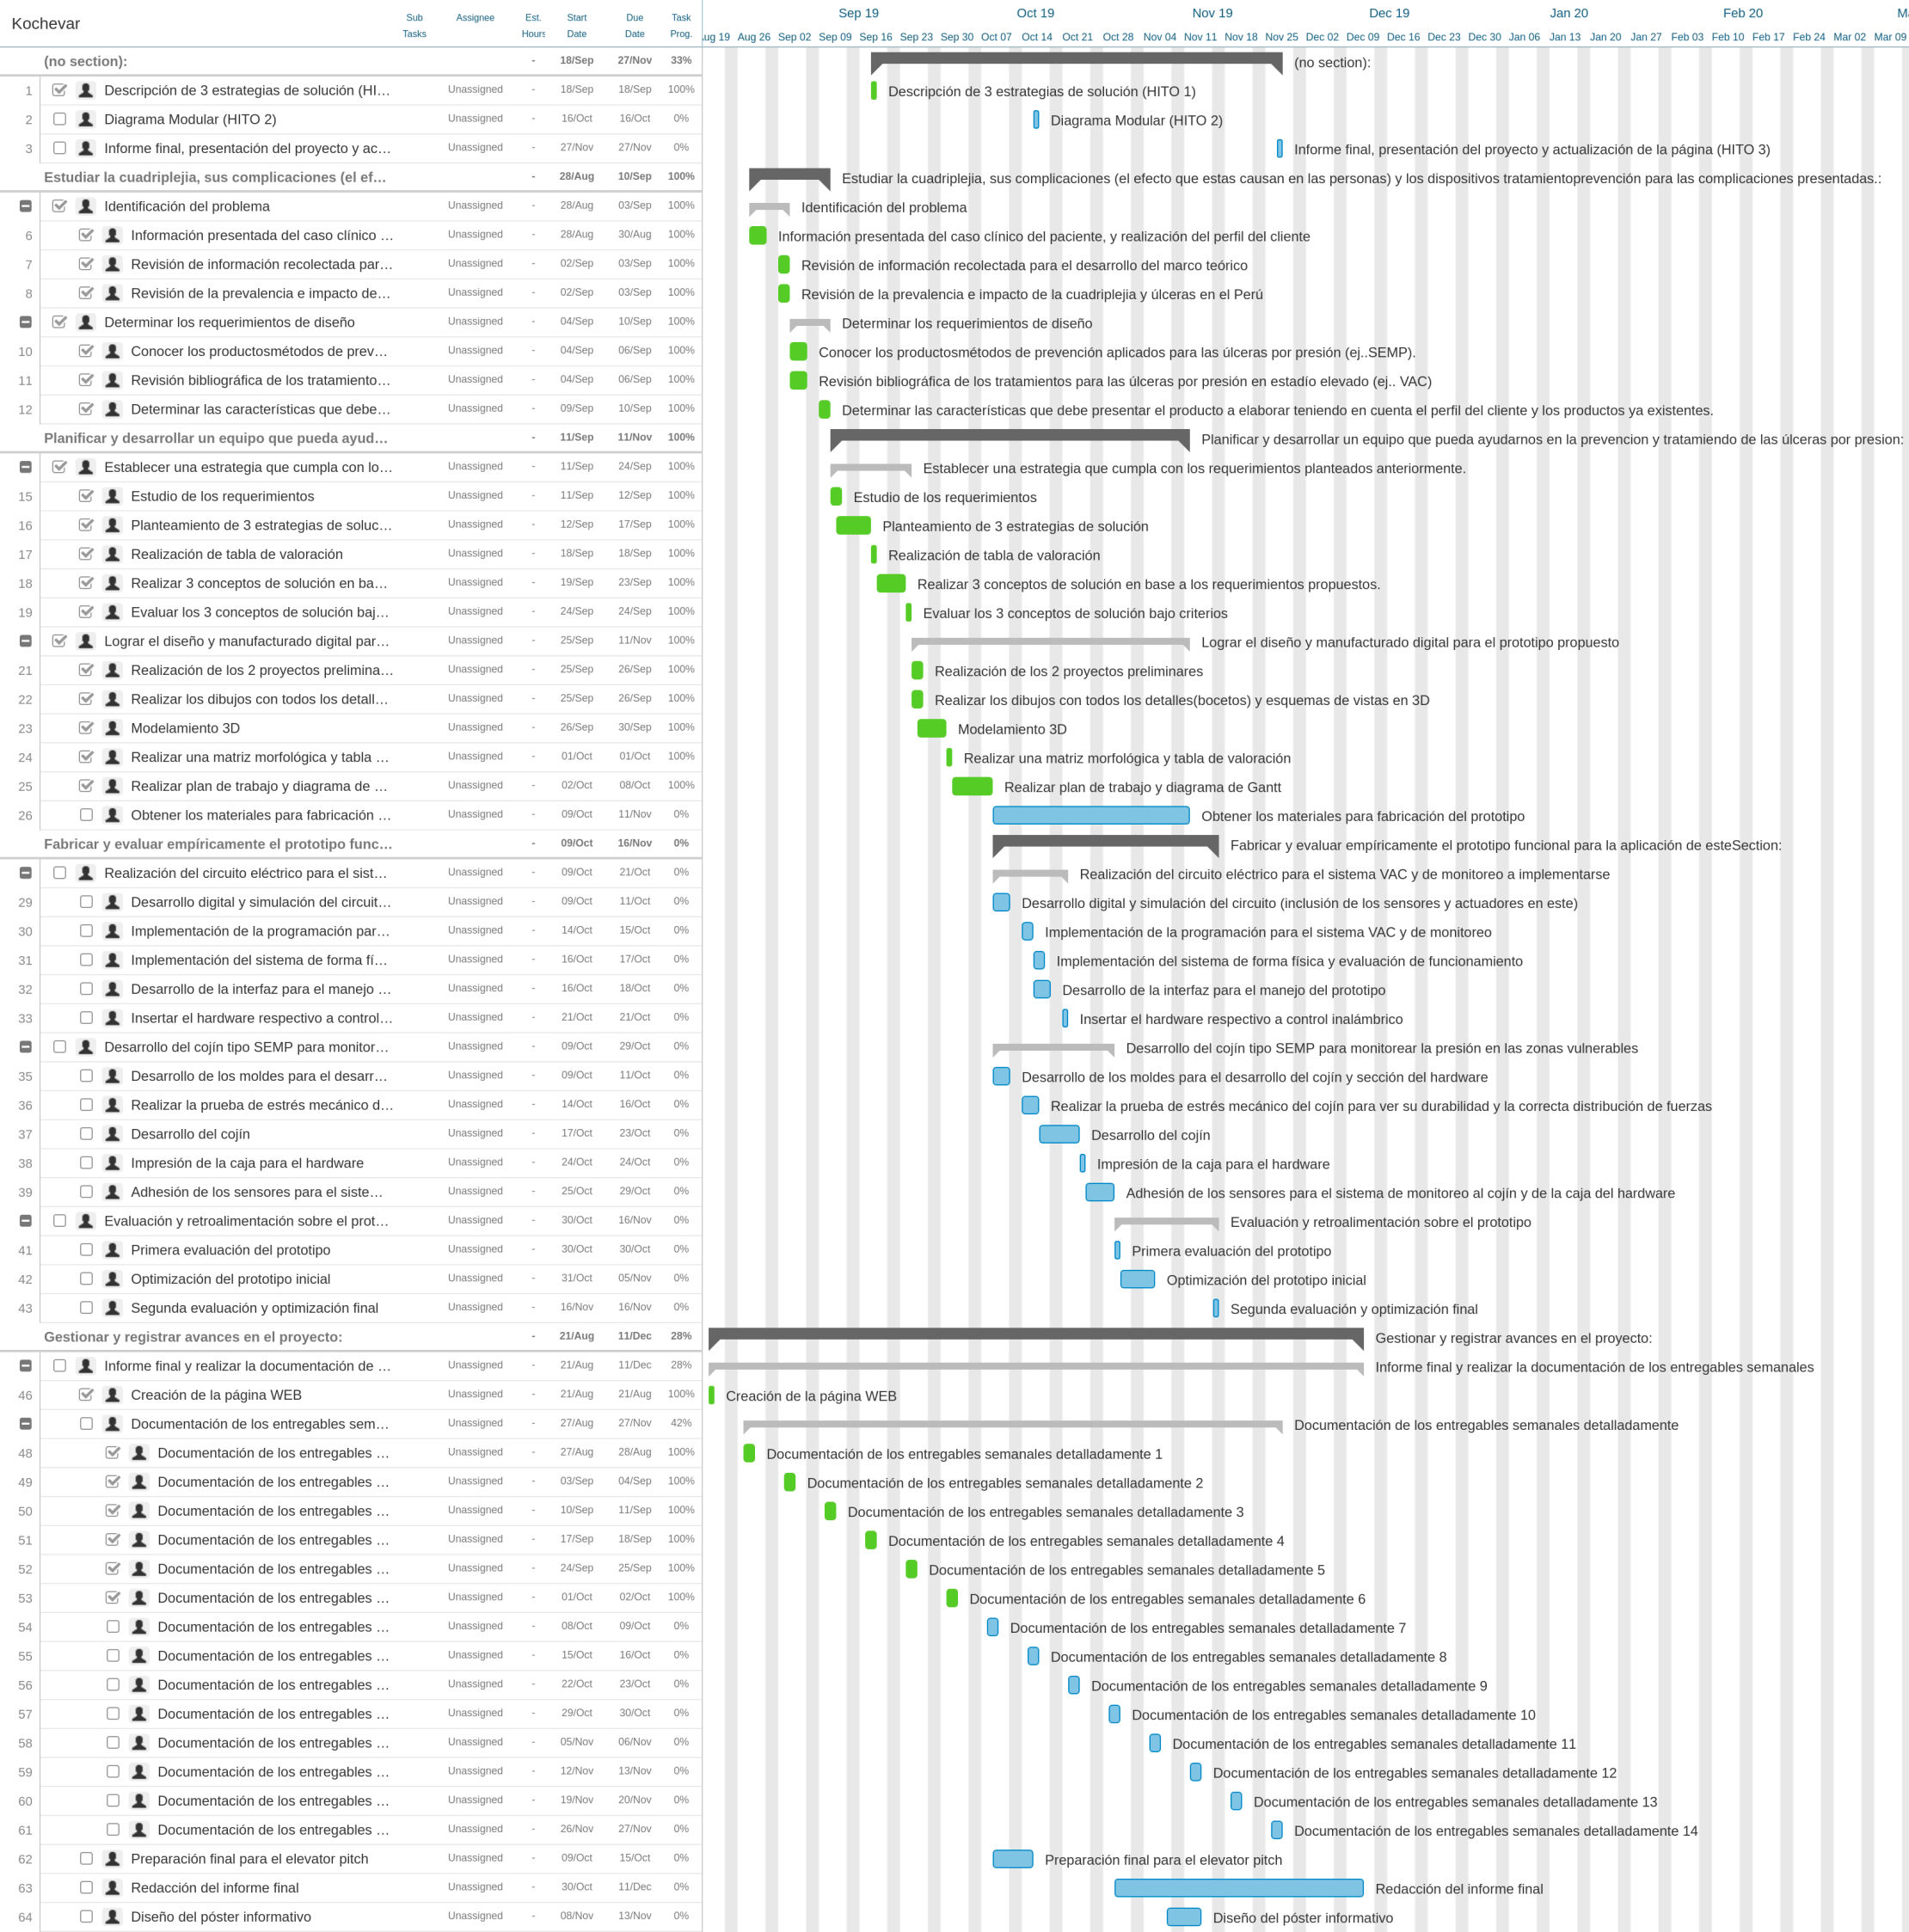 Kochevar Sub Tasks Assignee Est. Hours Start Date Due Date Task Prog.
Sep 19 Oct 19 Nov 19 Dec 19 Jan 20 Feb 20
Aug 26 Sep 02 Sep 09 Sep 16 Sep 23 Sep 30 Oct 07 Oct 14 Oct 21 Oct 28 Nov 04 Nov 11 Nov 18 Nov 25 Dec 02 Dec 09 Dec 16 Dec 23 Dec 30 Jan 06 Jan 13 Jan 20 Jan 27 Feb 03 Feb 10 Feb 17 Feb 24 Mar 02 Mar 09
(no section): - 18/Sep 27/Nov 33% (no section):
1 Descripción de 3 estrategias de solución (HI... Unassigned - 18/Sep 18/Sep 100% Descripción de 3 estrategias de solución (HITO 1)
2 Diagrama Modular (HITO 2) Unassigned - 16/Oct 16/Oct 0% Diagrama Modular (HITO 2)
3 Informe final, presentación del proyecto y ac... Unassigned - 27/Nov 27/Nov 0% Informe final, presentación del proyecto y actualización de la página (HITO 3)
Estudiar la cuadriplejia, sus complicaciones (el ef... - 28/Aug 10/Sep 100% Estudiar la cuadriplejia, sus complicaciones (el efecto que estas causan en las personas) y los dispositivos tratamientoprevención para las complicaciones presentadas.:
Identificación del problema Unassigned - 28/Aug 03/Sep 100% Identificación del problema
6 Información presentada del caso clínico ... Unassigned - 28/Aug 30/Aug 100% Información presentada del caso clínico del paciente, y realización del perfil del cliente
7 Revisión de información recolectada par... Unassigned - 02/Sep 03/Sep 100% Revisión de información recolectada para el desarrollo del marco teórico
8 Revisión de la prevalencia e impacto de... Unassigned - 02/Sep 03/Sep 100% Revisión de la prevalencia e impacto de la cuadriplejia y úlceras en el Perú
Determinar los requerimientos de diseño Unassigned - 04/Sep 10/Sep 100% Determinar los requerimientos de diseño
10 Conocer los productosmétodos de prev... Unassigned - 04/Sep 06/Sep 100% Conocer los productosmétodos de prevención aplicados para las úlceras por presión (ej..SEMP).
11 Revisión bibliográfica de los tratamiento... Unassigned - 04/Sep 06/Sep 100% Revisión bibliográfica de los tratamientos para las úlceras por presión en estadío elevado (ej.. VAC)
12 Determinar las características que debe... Unassigned - 09/Sep 10/Sep 100% Determinar las características que debe presentar el producto a elaborar teniendo en cuenta el perfil del cliente y los productos ya existentes.
Planificar y desarrollar un equipo que pueda ayud... - 11/Sep 11/Nov 100% Planificar y desarrollar un equipo que pueda ayudarnos en la prevencion y tratamiendo de las úlceras por presion:
Establecer una estrategia que cumpla con lo... Unassigned - 11/Sep 24/Sep 100% Establecer una estrategia que cumpla con los requerimientos planteados anteriormente.
15 Estudio de los requerimientos Unassigned - 11/Sep 12/Sep 100% Estudio de los requerimientos
16 Planteamiento de 3 estrategias de soluc... Unassigned - 12/Sep 17/Sep 100% Planteamiento de 3 estrategias de solución
17 Realización de tabla de valoración Unassigned - 18/Sep 18/Sep 100% Realización de tabla de valoración
18 Realizar 3 conceptos de solución en ba... Unassigned - 19/Sep 23/Sep 100% Realizar 3 conceptos de solución en base a los requerimientos propuestos.
19 Evaluar los 3 conceptos de solución baj... Unassigned - 24/Sep 24/Sep 100% Evaluar los 3 conceptos de solución bajo criterios
Lograr el diseño y manufacturado digital par... Unassigned - 25/Sep 11/Nov 100% Lograr el diseño y manufacturado digital para el prototipo propuesto
21 Realización de los 2 proyectos prelimina... Unassigned - 25/Sep 26/Sep 100% Realización de los 2 proyectos preliminares
22 Realizar los dibujos con todos los detall... Unassigned - 25/Sep 26/Sep 100% Realizar los dibujos con todos los detalles(bocetos) y esquemas de vistas en 3D
23 Modelamiento 3D Unassigned - 26/Sep 30/Sep 100% Modelamiento 3D
24 Realizar una matriz morfológica y tabla ... Unassigned - 01/Oct 01/Oct 100% Realizar una matriz morfológica y tabla de valoración
25 Realizar plan de trabajo y diagrama de ... Unassigned - 02/Oct 08/Oct 100% Realizar plan de trabajo y diagrama de Gantt
26 Obtener los materiales para fabricación ... Unassigned - 09/Oct 11/Nov 0% Obtener los materiales para fabricación del prototipo
Fabricar y evaluar empíricamente el prototipo func... - 09/Oct 16/Nov 0% Fabricar y evaluar empíricamente el prototipo funcional para la aplicación de esteSection:
Realización del circuito eléctrico para el sist... Unassigned - 09/Oct 21/Oct 0% Realización del circuito eléctrico para el sistema VAC y de monitoreo a implementarse
29 Desarrollo digital y simulación del circuit... Unassigned - 09/Oct 11/Oct 0% Desarrollo digital y simulación del circuito (inclusión de los sensores y actuadores en este)
30 Implementación de la programación par... Unassigned - 14/Oct 15/Oct 0% Implementación de la programación para el sistema VAC y de monitoreo
31 Implementación del sistema de forma fí... Unassigned - 16/Oct 17/Oct 0% Implementación del sistema de forma física y evaluación de funcionamiento
32 Desarrollo de la interfaz para el manejo ... Unassigned - 16/Oct 18/Oct 0% Desarrollo de la interfaz para el manejo del prototipo
33 Insertar el hardware respectivo a control... Unassigned - 21/Oct 21/Oct 0% Insertar el hardware respectivo a control inalámbrico
Desarrollo del cojín tipo SEMP para monitor... Unassigned - 09/Oct 29/Oct 0% Desarrollo del cojín tipo SEMP para monitorear la presión en las zonas vulnerables
35 Desarrollo de los moldes para el desarr... Unassigned - 09/Oct 11/Oct 0% Desarrollo de los moldes para el desarrollo del cojín y sección del hardware
36 Realizar la prueba de estrés mecánico d... Unassigned - 14/Oct 16/Oct 0% Realizar la prueba de estrés mecánico del cojín para ver su durabilidad y la correcta distribución de fuerzas
37 Desarrollo del cojín Unassigned - 17/Oct 23/Oct 0% Desarrollo del cojín
38 Impresión de la caja para el hardware Unassigned - 24/Oct 24/Oct 0% Impresión de la caja para el hardware
39 Adhesión de los sensores para el siste... Unassigned - 25/Oct 29/Oct 0% Adhesión de los sensores para el sistema de monitoreo al cojín y de la caja del hardware
Evaluación y retroalimentación sobre el prot... Unassigned - 30/Oct 16/Nov 0% Evaluación y retroalimentación sobre el prototipo
41 Primera evaluación del prototipo Unassigned - 30/Oct 30/Oct 0% Primera evaluación del prototipo
42 Optimización del prototipo inicial Unassigned - 31/Oct 05/Nov 0% Optimización del prototipo inicial
43 Segunda evaluación y optimización final Unassigned - 16/Nov 16/Nov 0% Segunda evaluación y optimización final
Gestionar y registrar avances en el proyecto: - 21/Aug 11/Dec 28% Gestionar y registrar avances en el proyecto:
Informe final y realizar la documentación de ... Unassigned - 21/Aug 11/Dec 28% Informe final y realizar la documentación de los entregables semanales
46 Creación de la página WEB Unassigned - 21/Aug 21/Aug 100% Creación de la página WEB
Documentación de los entregables sem... Unassigned - 27/Aug 27/Nov 42% Documentación de los entregables semanales detalladamente
48 Documentación de los entregables ... Unassigned - 27/Aug 28/Aug 100% Documentación de los entregables semanales detalladamente 1
49 Documentación de los entregables ... Unassigned - 03/Sep 04/Sep 100% Documentación de los entregables semanales detalladamente 2
50 Documentación de los entregables ... Unassigned - 10/Sep 11/Sep 100% Documentación de los entregables semanales detalladamente 3
51 Documentación de los entregables ... Unassigned - 17/Sep 18/Sep 100% Documentación de los entregables semanales detalladamente 4
52 Documentación de los entregables ... Unassigned - 24/Sep 25/Sep 100% Documentación de los entregables semanales detalladamente 5
53 Documentación de los entregables ... Unassigned - 01/Oct 02/Oct 100% Documentación de los entregables semanales detalladamente 6
54 Documentación de los entregables ... Unassigned - 08/Oct 09/Oct 0% Documentación de los entregables semanales detalladamente 7
55 Documentación de los entregables ... Unassigned - 15/Oct 16/Oct 0% Documentación de los entregables semanales detalladamente 8
56 Documentación de los entregables ... Unassigned - 22/Oct 23/Oct 0% Documentación de los entregables semanales detalladamente 9
57 Documentación de los entregables ... Unassigned - 29/Oct 30/Oct 0% Documentación de los entregables semanales detalladamente 10
58 Documentación de los entregables ... Unassigned - 05/Nov 06/Nov 0% Documentación de los entregables semanales detalladamente 11
59 Documentación de los entregables ... Unassigned - 12/Nov 13/Nov 0% Documentación de los entregables semanales detalladamente 12
60 Documentación de los entregables ... Unassigned - 19/Nov 20/Nov 0% Documentación de los entregables semanales detalladamente 13
61 Documentación de los entregables ... Unassigned - 26/Nov 27/Nov 0% Documentación de los entregables semanales detalladamente 14
62 Preparación final para el elevator pitch Unassigned - 09/Oct 15/Oct 0% Preparación final para el elevator pitch
63 Redacción del informe final Unassigned - 30/Oct 11/Dec 0% Redacción del informe final
64 Diseño del póster informativo Unassigned - 08/Nov 13/Nov 0% Diseño del póster informativo